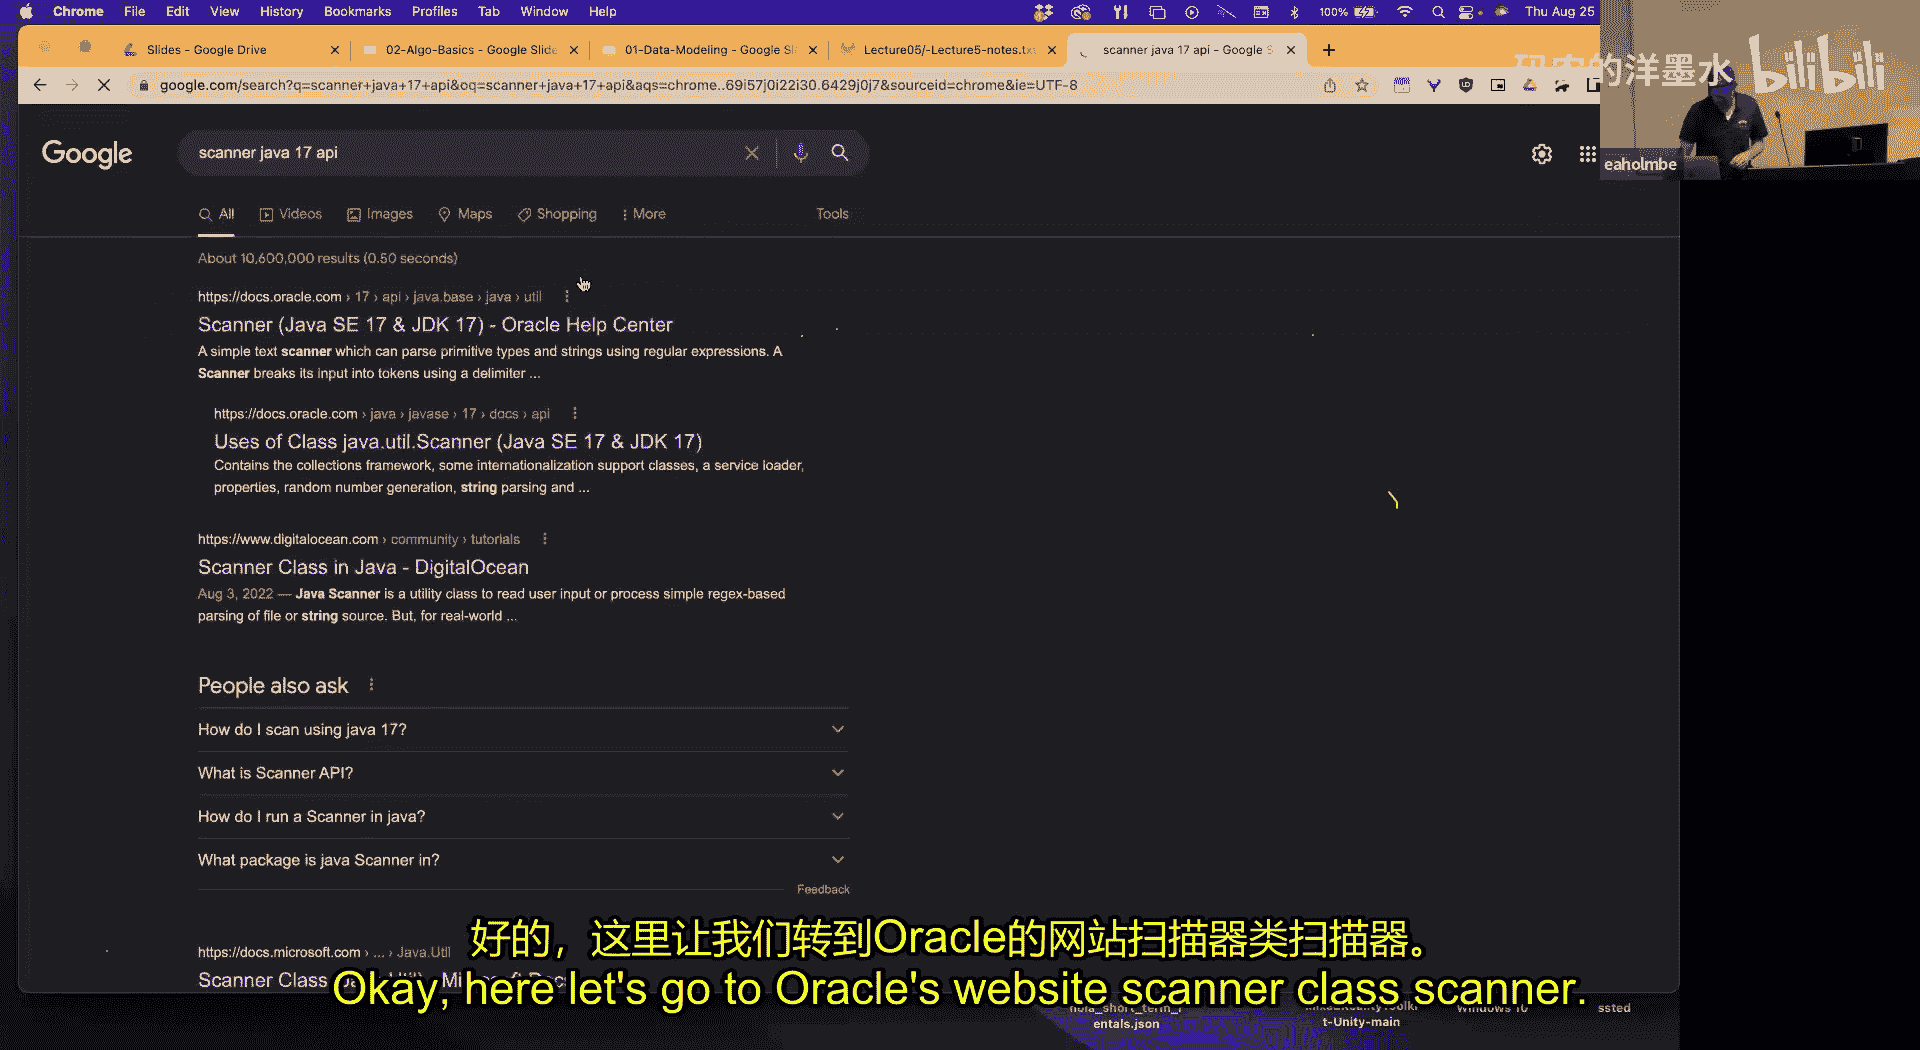 Chrome File Edit View History Bookmarks Profiles Tab Window Help 100% Thu Aug 25
Slides - Google Drive
02-Algo-Basics - Google Slide
01-Data-Modeling - Google Sl
Lecture05/-Lecture5-notes.tx
scanner java 17 api - Google S
google.com/search?q=scanner+java+17+api&oq=scanner+java+17+api&aqs=chrome..69i57j0i22i30.6429j0j7&sourceid=chrome&ie=UTF-8
的洋墨水 bilibili
eaholmbe
Google
scanner java 17 api
All Videos Images Maps Shopping More Tools
About 10,600,000 results (0.50 seconds)
https://docs.oracle.com › 17 › api › java.base › java › util
Scanner (Java SE 17 & JDK 17) - Oracle Help Center
A simple text scanner which can parse primitive types and strings using regular expressions. A
Scanner breaks its input into tokens using a delimiter ...
https://docs.oracle.com › java › javase › 17 › docs › api
Uses of Class java.util.Scanner (Java SE 17 & JDK 17)
Contains the collections framework, some internationalization support classes, a service loader,
properties, random number generation, string parsing and ...
https://www.digitalocean.com › community › tutorials
Scanner Class in Java - DigitalOcean
Aug 3, 2022 — Java Scanner is a utility class to read user input or process simple regex-based
parsing of file or string source. But, for real-world ...
People also ask
How do I scan using java 17?
What is Scanner API?
How do I run a Scanner in java?
What package is java Scanner in?
Feedback
https://docs.microsoft.com › ... › Java.Util
Scanner Class
好的，这里让我们转到Oracle的网站扫描器类扫描器。
Okay, here let's go to Oracle's website scanner class scanner.
entals.json
t-Unity-main
Windows 10
ssted